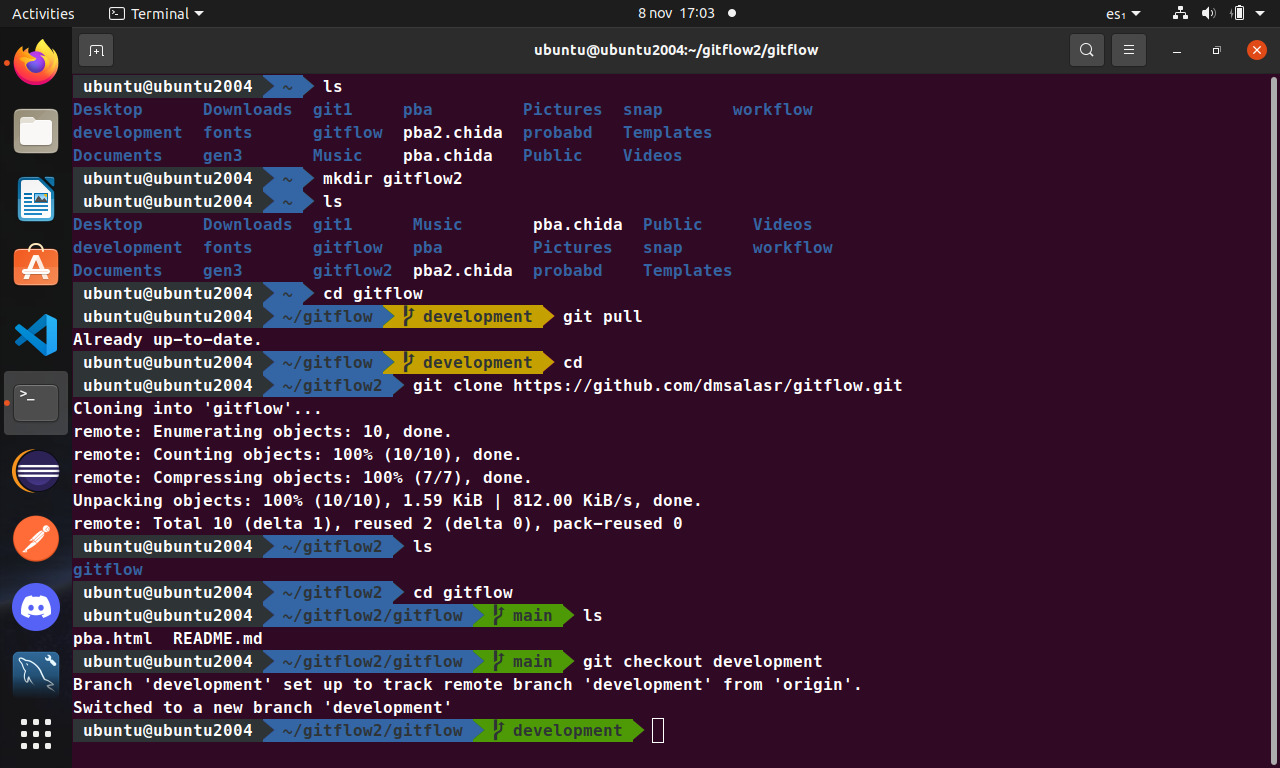 Activities Terminal 8 nov 17:03 es₁
ubuntu@ubuntu2004:~/gitflow2/gitflow
ubuntu@ubuntu2004 ~ ls
Desktop Downloads git1 pba Pictures snap workflow
development fonts gitflow pba2.chida probabd Templates
Documents gen3 Music pba.chida Public Videos
ubuntu@ubuntu2004 ~ mkdir gitflow2
ubuntu@ubuntu2004 ~ ls
Desktop Downloads git1 Music pba.chida Public Videos
development fonts gitflow pba Pictures snap workflow
Documents gen3 gitflow2 pba2.chida probabd Templates
ubuntu@ubuntu2004 ~ cd gitflow
ubuntu@ubuntu2004 ~/gitflow development git pull
Already up-to-date.
ubuntu@ubuntu2004 ~/gitflow development cd
ubuntu@ubuntu2004 ~/gitflow2 git clone https://github.com/dmsalasr/gitflow.git
Cloning into 'gitflow'...
remote: Enumerating objects: 10, done.
remote: Counting objects: 100% (10/10), done.
remote: Compressing objects: 100% (7/7), done.
Unpacking objects: 100% (10/10), 1.59 KiB | 812.00 KiB/s, done.
remote: Total 10 (delta 1), reused 2 (delta 0), pack-reused 0
ubuntu@ubuntu2004 ~/gitflow2 ls
gitflow
ubuntu@ubuntu2004 ~/gitflow2 cd gitflow
ubuntu@ubuntu2004 ~/gitflow2/gitflow main ls
pba.html README.md
ubuntu@ubuntu2004 ~/gitflow2/gitflow main git checkout development
Branch 'development' set up to track remote branch 'development' from 'origin'.
Switched to a new branch 'development'
ubuntu@ubuntu2004 ~/gitflow2/gitflow development